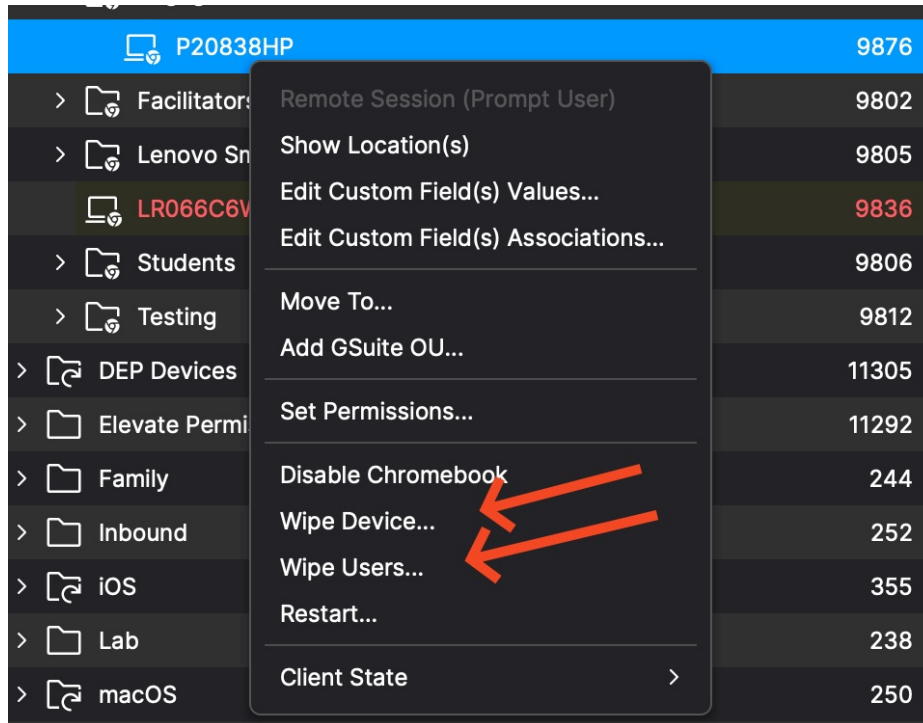 P20838HP 9876
Facilitators 9802
Lenovo Sm 9805
LR066C6W 9836
Students 9806
Testing 9812
DEP Devices 11305
Elevate Permi 11292
Family 244
Inbound 252
iOS 355
Lab 238
macOS 250
Remote Session (Prompt User)
Show Location(s)
Edit Custom Field(s) Values...
Edit Custom Field(s) Associations...
Move To...
Add GSuite OU...
Set Permissions...
Disable Chromebook
Wipe Device...
Wipe Users...
Restart...
Client State